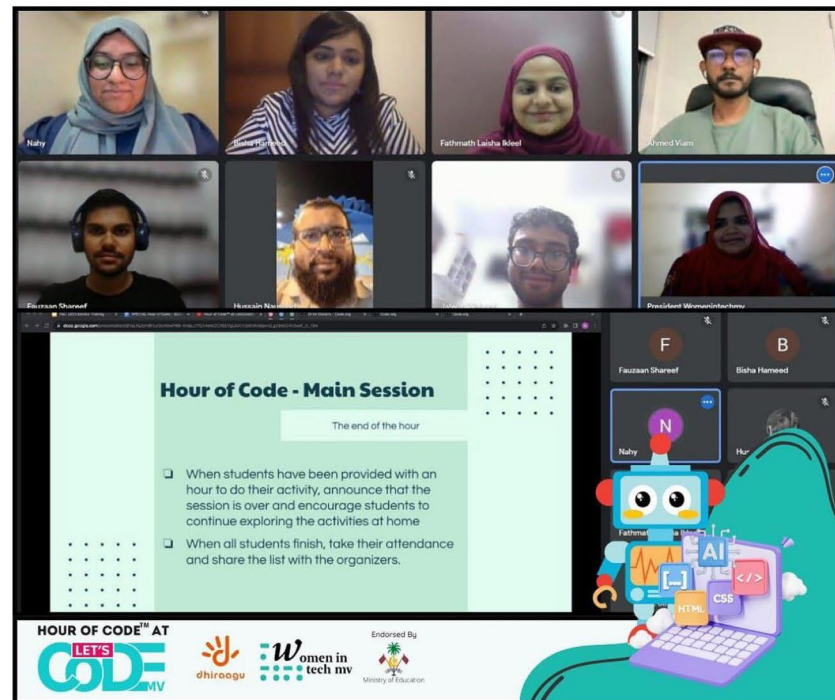 Nahy
Bisha Hameed
Fathmath Laisha Ikleel
Ahmed Viam
Fauzaan Shareef
President Womenintechmv
Hour of Code - Main Session
The end of the hour
When students have been provided with an
hour to do their activity, announce that the
session is over and encourage students to
continue exploring the activities at home
When all students finish, take their attendance
and share the list with the organizers.
F
Fauzaan Shareef
B
Bisha Hameed
N
Nahy
AI
[...]
</>
CSS
HTML
HOUR OF CODE™ AT
LET'S
CODE
MV
dhiraagu
Women in
tech mv
Endorsed By
Ministry of Education